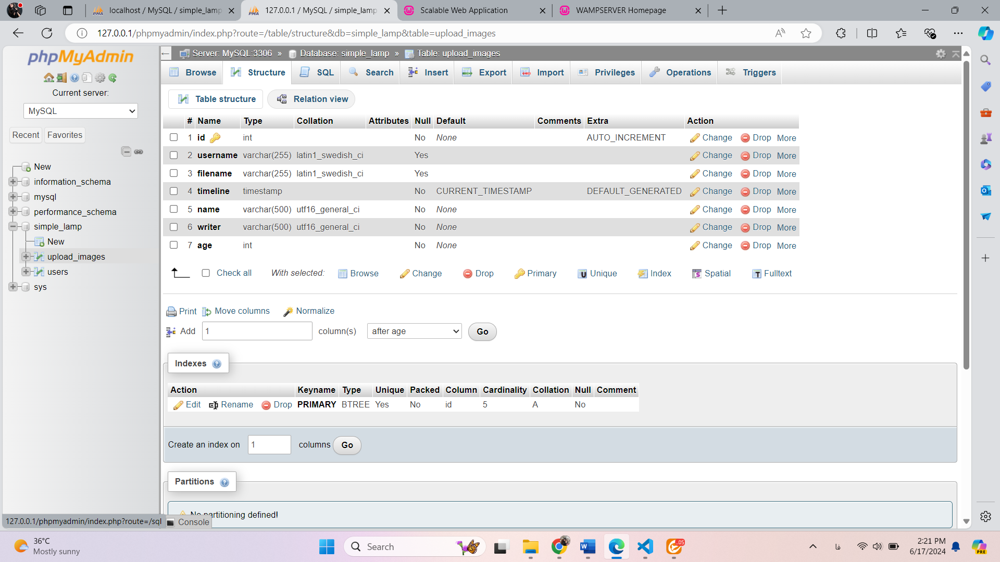 localhost / MySQL / simple_lamp
127.0.0.1 / MySQL / simple_lamp
Scalable Web Application
WAMPSERVER Homepage
127.0.0.1/phpmyadmin/index.php?route=/table/structure&db=simple_lamp&table=upload_images
phpMyAdmin
Current server:
MySQL
Recent Favorites
New
information_schema
mysql
performance_schema
simple_lamp
New
upload_images
users
sys
127.0.0.1/phpmyadmin/index.php?route=/sql
Server: MySQL:3306 » Database: simple_lamp » Table: upload_images
Browse Structure SQL Search Insert Export Import Privileges Operations Triggers
Table structure Relation view
# Name Type Collation Attributes Null Default Comments Extra Action
1 id int No None AUTO_INCREMENT Change Drop More
2 username varchar(255) latin1_swedish_ci Yes Change Drop More
3 filename varchar(255) latin1_swedish_ci Yes Change Drop More
4 timeline timestamp No CURRENT_TIMESTAMP DEFAULT_GENERATED Change Drop More
5 name varchar(500) utf16_general_ci No None Change Drop More
6 writer varchar(500) utf16_general_ci No None Change Drop More
7 age int No None Change Drop More
Check all With selected: Browse Change Drop Primary Unique Index Spatial Fulltext
Print Move columns Normalize
Add 1 column(s) after age Go
Indexes
Action Keyname Type Unique Packed Column Cardinality Collation Null Comment
Edit Rename Drop PRIMARY BTREE Yes No id 5 A No
Create an index on 1 columns Go
Partitions
No partitioning defined!
Console
36°C
Mostly sunny
Search
.05
فا
2:21 PM
6/17/2024
PRE